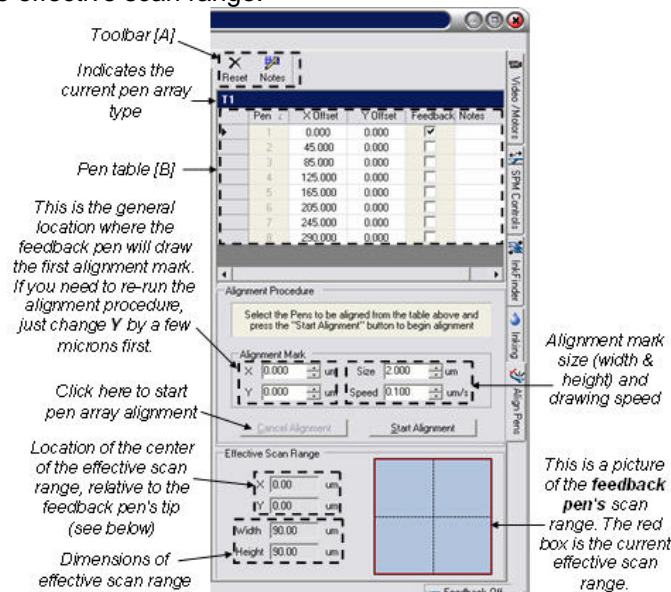 effective scan range.
Toolbar [A]
Indicates the
current pen array
type
Pen table [B]
This is the general
location where the
feedback pen will draw
the first alignment mark.
If you need to re-run the
alignment procedure,
just change Y by a few
microns first.
Click here to start
pen array alignment
Location of the center
of the effective scan
range, relative to the
feedback pen's tip
(see below)
Dimensions of
effective scan range
Reset Notes
T1
Pen X Offset Y Offset Feedback Notes
1 0.000 0.000
2 45.000 0.000
3 85.000 0.000
4 125.000 0.000
5 165.000 0.000
6 205.000 0.000
7 245.000 0.000
8 290.000 0.000
Alignment Procedure
Select the Pens to be aligned from the table above and
press the "Start Alignment" button to begin alignment
Alignment Mark
X 0.000 um Size 2.000 um
Y 0.000 um Speed 0.100 um/s
Cancel Alignment Start Alignment
Effective Scan Range
X 0.00 um
Y 0.00 um
Width 90.00 um
Height 90.00 um
Feedback Off
Video / Motors
SPM Controls
InkFinder
Inking
Align Pens
Alignment mark
size (width &
height) and
drawing speed
This is a picture
of the feedback
pen's scan
range. The red
box is the current
effective scan
range.